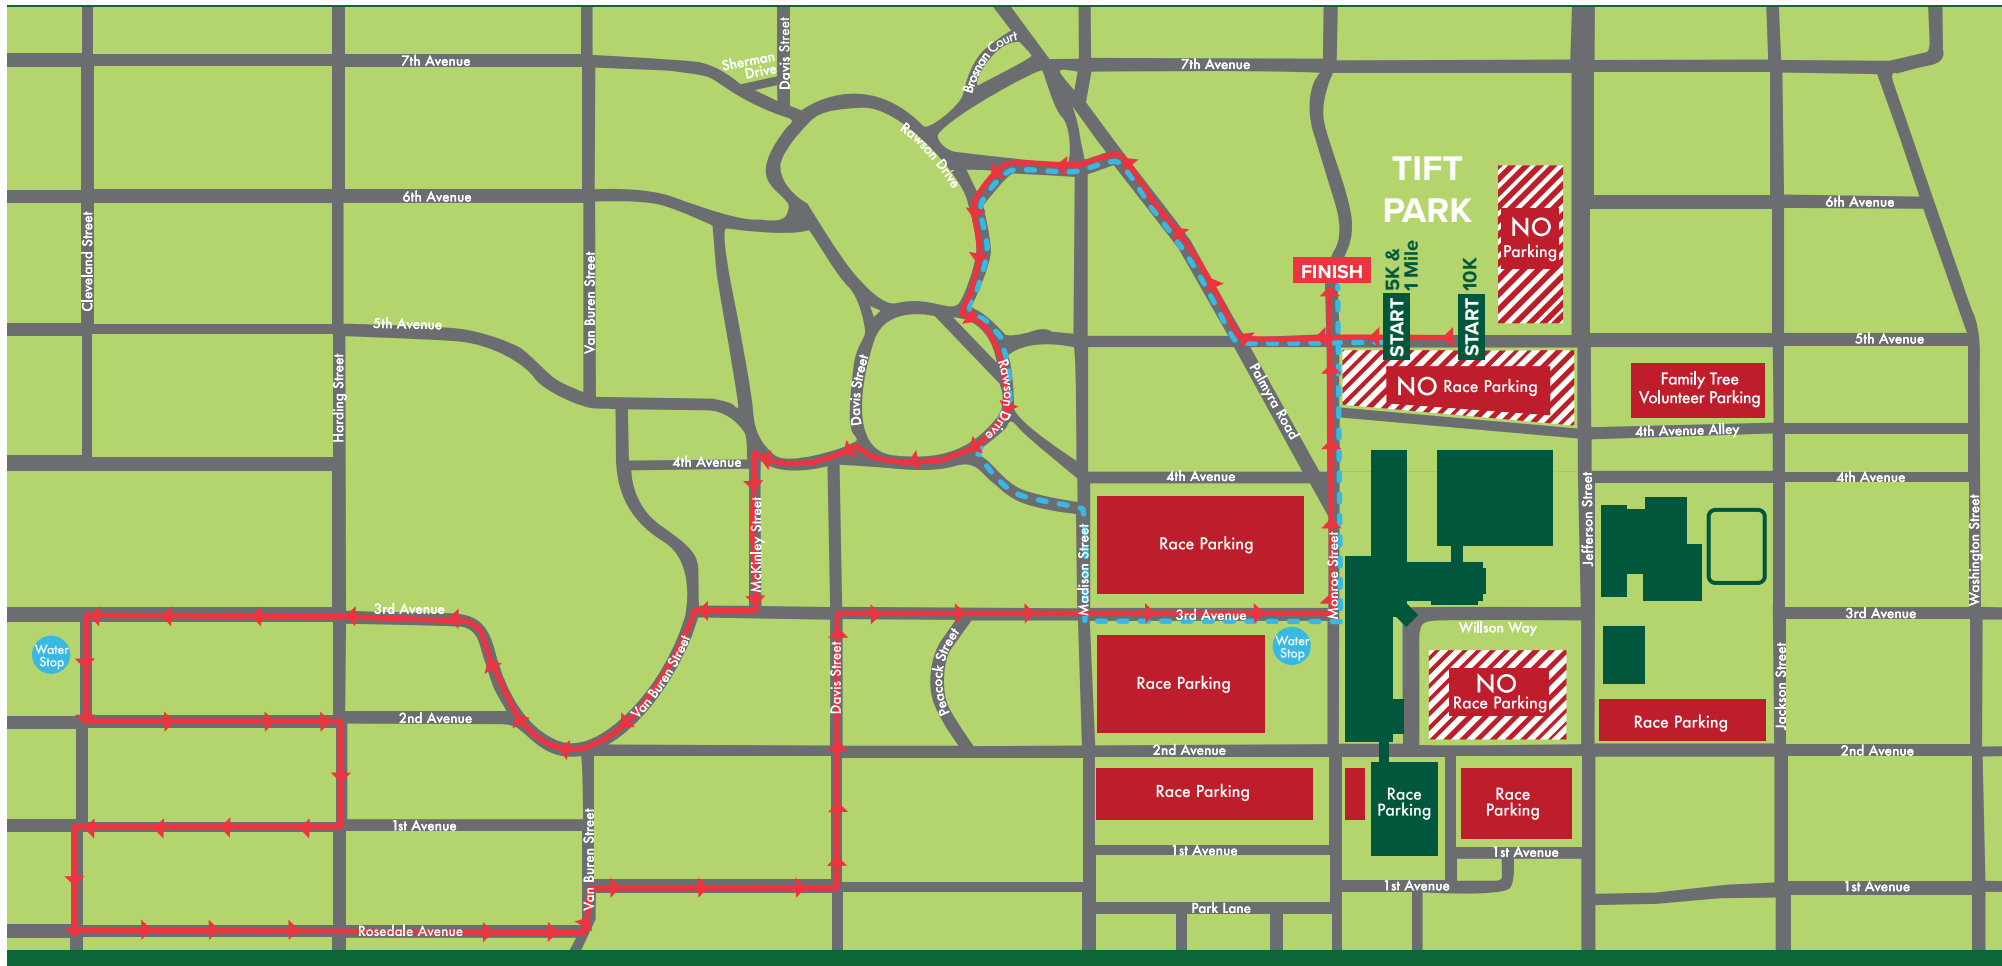 7th Avenue
Sherman
Drive
Davis Street
Brosnan Court
7th Avenue
Rawson Drive
TIFT
PARK
NO
Parking
6th Avenue
6th Avenue
Cleveland Street
Van Buren Street
FINISH
5K &
1 Mile
START
10K
START
5th Avenue
5th Avenue
Harding Street
Davis Street
Rawson Drive
Palmyra Road
NO Race Parking
Family Tree
Volunteer Parking
4th Avenue Alley
4th Avenue
4th Avenue
4th Avenue
McKinley Street
Madison Street
Race Parking
Monroe Street
Jefferson Street
Washington Street
3rd Avenue
3rd Avenue
3rd Avenue
Willson Way
Water
Stop
Water
Stop
Van Buren Street
Davis Street
Peacock Street
Race Parking
NO
Race Parking
Jackson Street
Race Parking
2nd Avenue
2nd Avenue
2nd Avenue
Race Parking
Race
Parking
Race
Parking
1st Avenue
Van Buren Street
1st Avenue
1st Avenue
1st Avenue
1st Avenue
Park Lane
Rosedale Avenue